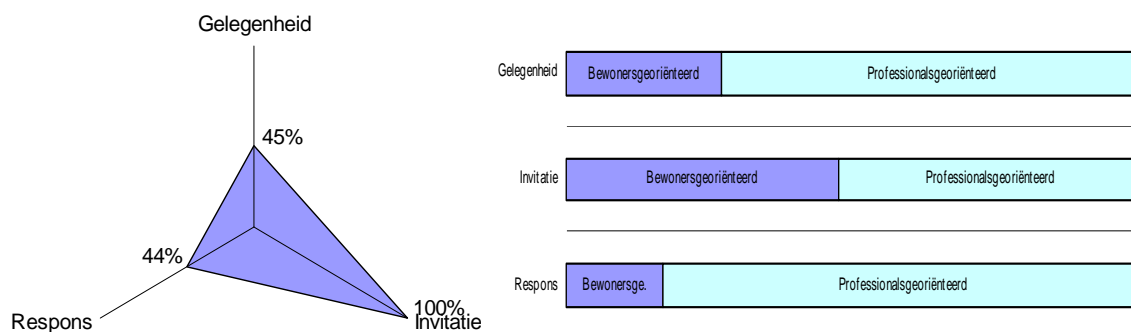 Gelegenheid
45%
44%
100%
Respons
Invitatie
Gelegenheid
Bewonersgeoriënteerd
Professionalsgeoriënteerd
Invitatie
Bewonersgeoriënteerd
Professionalsgeoriënteerd
Respons
Bewonersge.
Professionalsgeoriënteerd